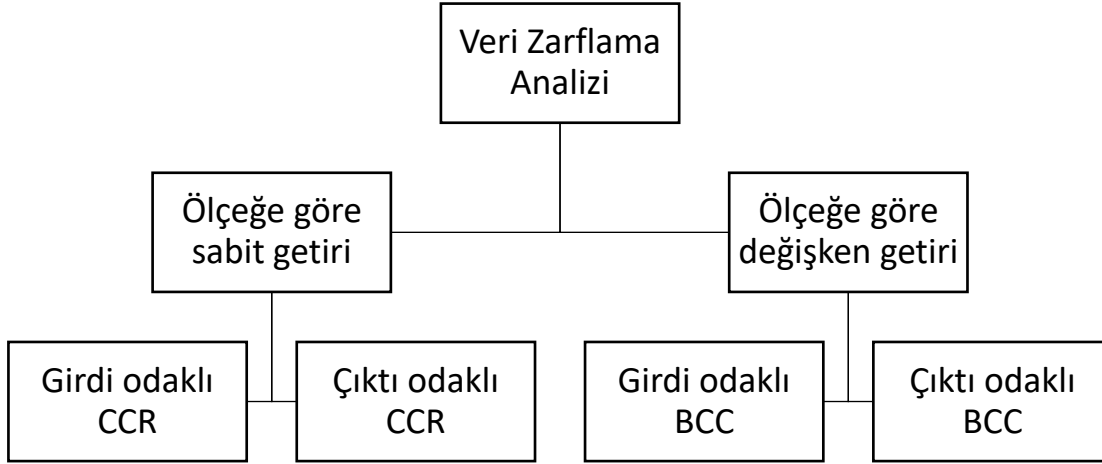 Veri Zarflama
Analizi
Ölçeğe göre
sabit getiri
Ölçeğe göre
değişken getiri
Girdi odaklı
CCR
Çıktı odaklı
CCR
Girdi odaklı
BCC
Çıktı odaklı
BCC